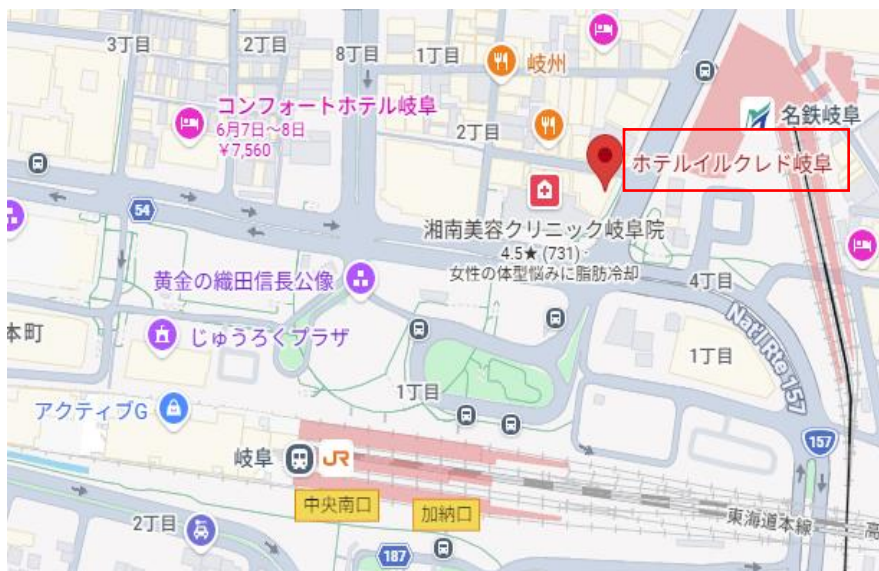 3丁目
2丁目
8丁目
1丁目
岐州
コンフォートホテル岐阜
6月7日~8日
￥7,560
2丁目
名鉄岐阜
ホテルイルクレド岐阜
54
湘南美容クリニック岐阜院
4.5★ (731)·
女性の体型悩みに脂肪冷却
黄金の織田信長公像
4丁目
本町
じゅうろくプラザ
Nat'l Rte 157
1丁目
1丁目
アクティブG
157
岐阜
JR
中央南口
加納口
東海道本線
高
2丁目
187